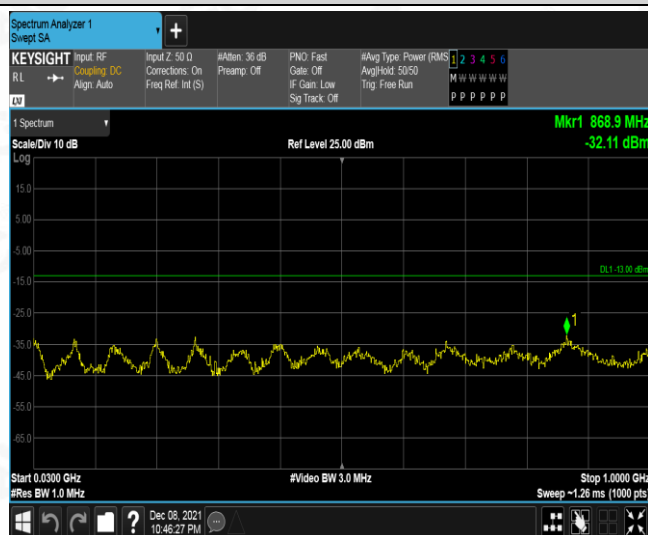 Spectrum Analyzer 1
Swept SA
KEYSIGHT
RL
LXI
Input: RF
Coupling: DC
Align: Auto
Input Z: 50 Ω
Corrections: On
Freq Ref: Int (S)
#Atten: 36 dB
Preamp: Off
PNO: Fast
Gate: Off
IF Gain: Low
Sig Track: Off
#Avg Type: Power (RMS
Avg|Hold: 50/50
Trig: Free Run
1 2 3 4 5 6
M W W W W W
P P P P P P
1 Spectrum
Mkr1 868.9 MHz
Scale/Div 10 dB
Ref Level 25.00 dBm
-32.11 dBm
Log
15.0
5.00
-5.00
DL1 -13.00 dBm
-15.0
-25.0
1
-35.0
-45.0
-55.0
-65.0
Start 0.0300 GHz
#Video BW 3.0 MHz
Stop 1.0000 GHz
#Res BW 1.0 MHz
Sweep ~1.26 ms (1000 pts)
?
Dec 08, 2021
10:46:27 PM